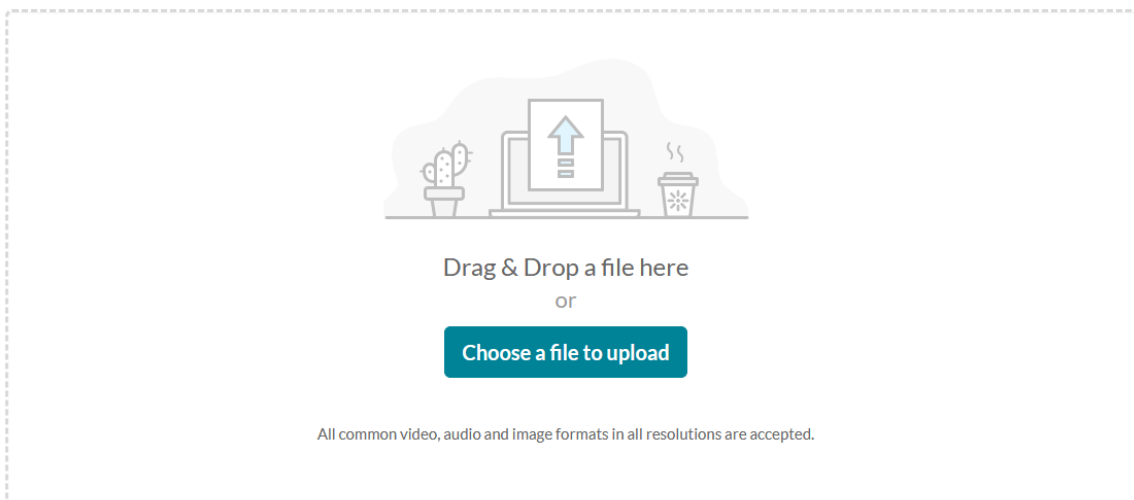 Drag & Drop a file here
or
Choose a file to upload
All common video, audio and image formats in all resolutions are accepted.